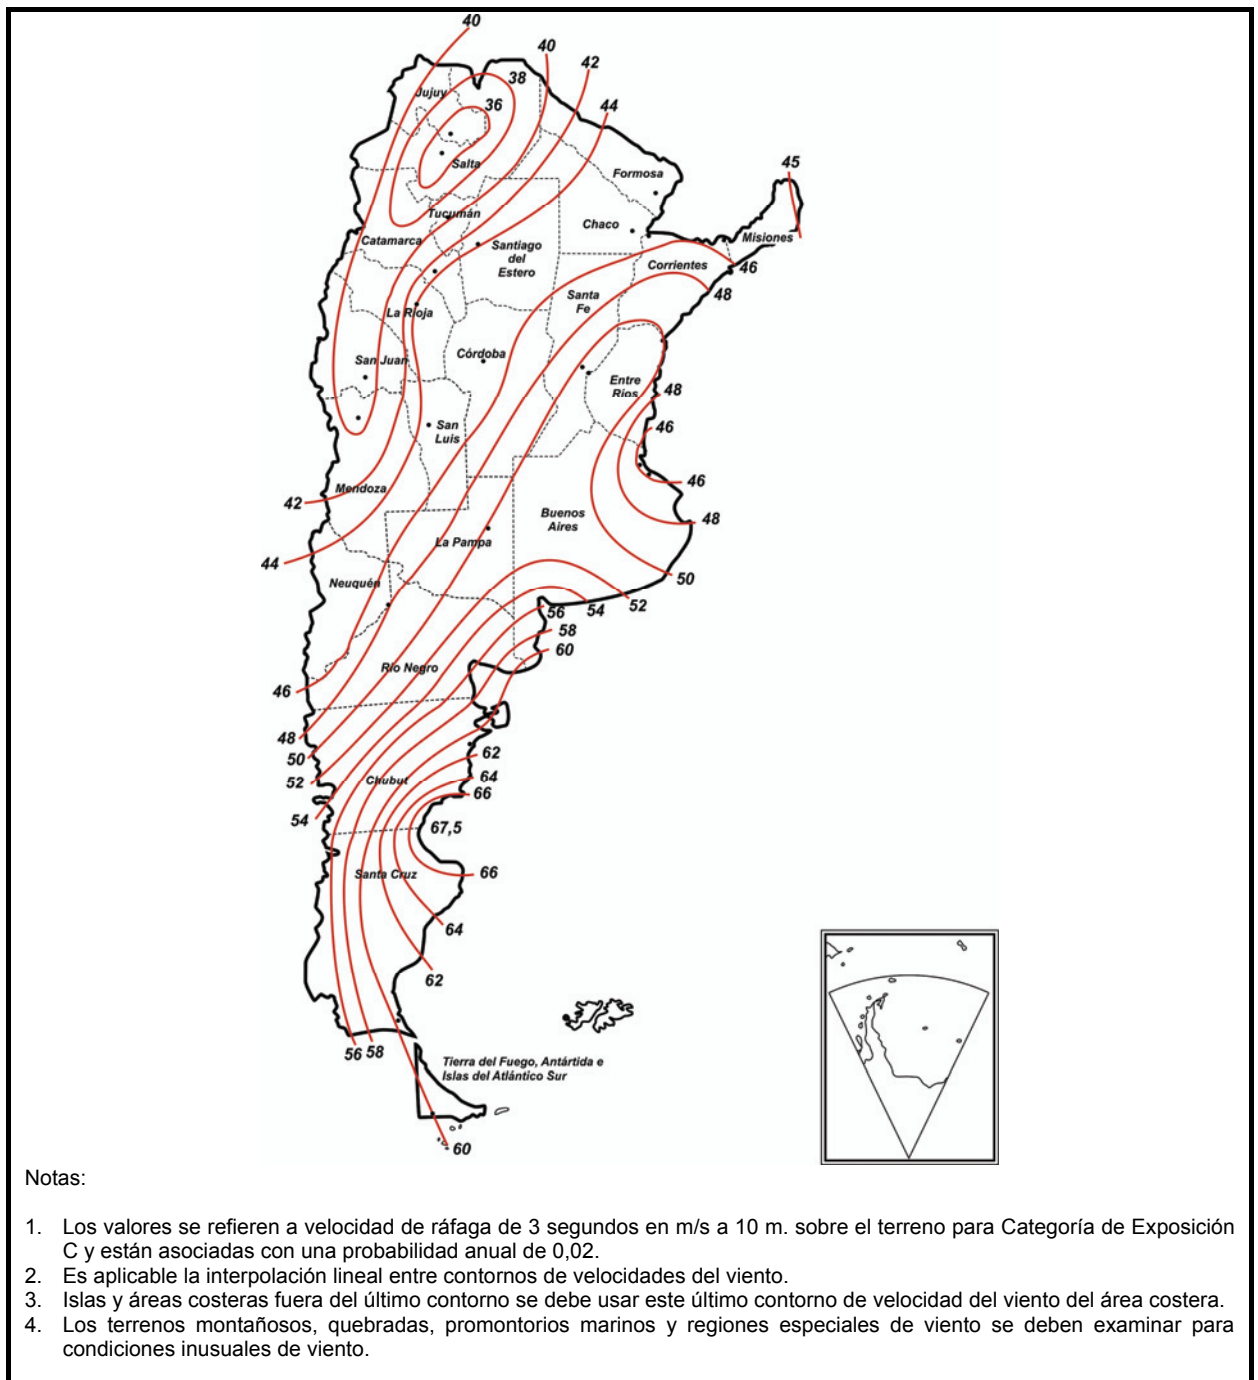 40
40
38
42
Jujuy
36
44
Salta
Formosa
45
Tucumán
Chaco
Catamarca
Santiago
del
Estero
Misiones
Corrientes
46
48
Santa
Fe
La Rioja
San Juan
Córdoba
Entre
Ríos
48
San
Luis
46
Mendoza
42
46
Buenos
Aires
48
La Pampa
44
Neuquén
50
56
54
52
58
60
Río Negro
46
48
50
62
52
Chubut
64
66
54
67,5
Santa Cruz
66
64
62
56 58
Tierra del Fuego, Antártida e
Islas del Atlántico Sur
60
Notas:
1. Los valores se refieren a velocidad de ráfaga de 3 segundos en m/s a 10 m. sobre el terreno para Categoría de Exposición
C y están asociadas con una probabilidad anual de 0,02.
2. Es aplicable la interpolación lineal entre contornos de velocidades del viento.
3. Islas y áreas costeras fuera del último contorno se debe usar este último contorno de velocidad del viento del área costera.
4. Los terrenos montañosos, quebradas, promontorios marinos y regiones especiales de viento se deben examinar para
condiciones inusuales de viento.